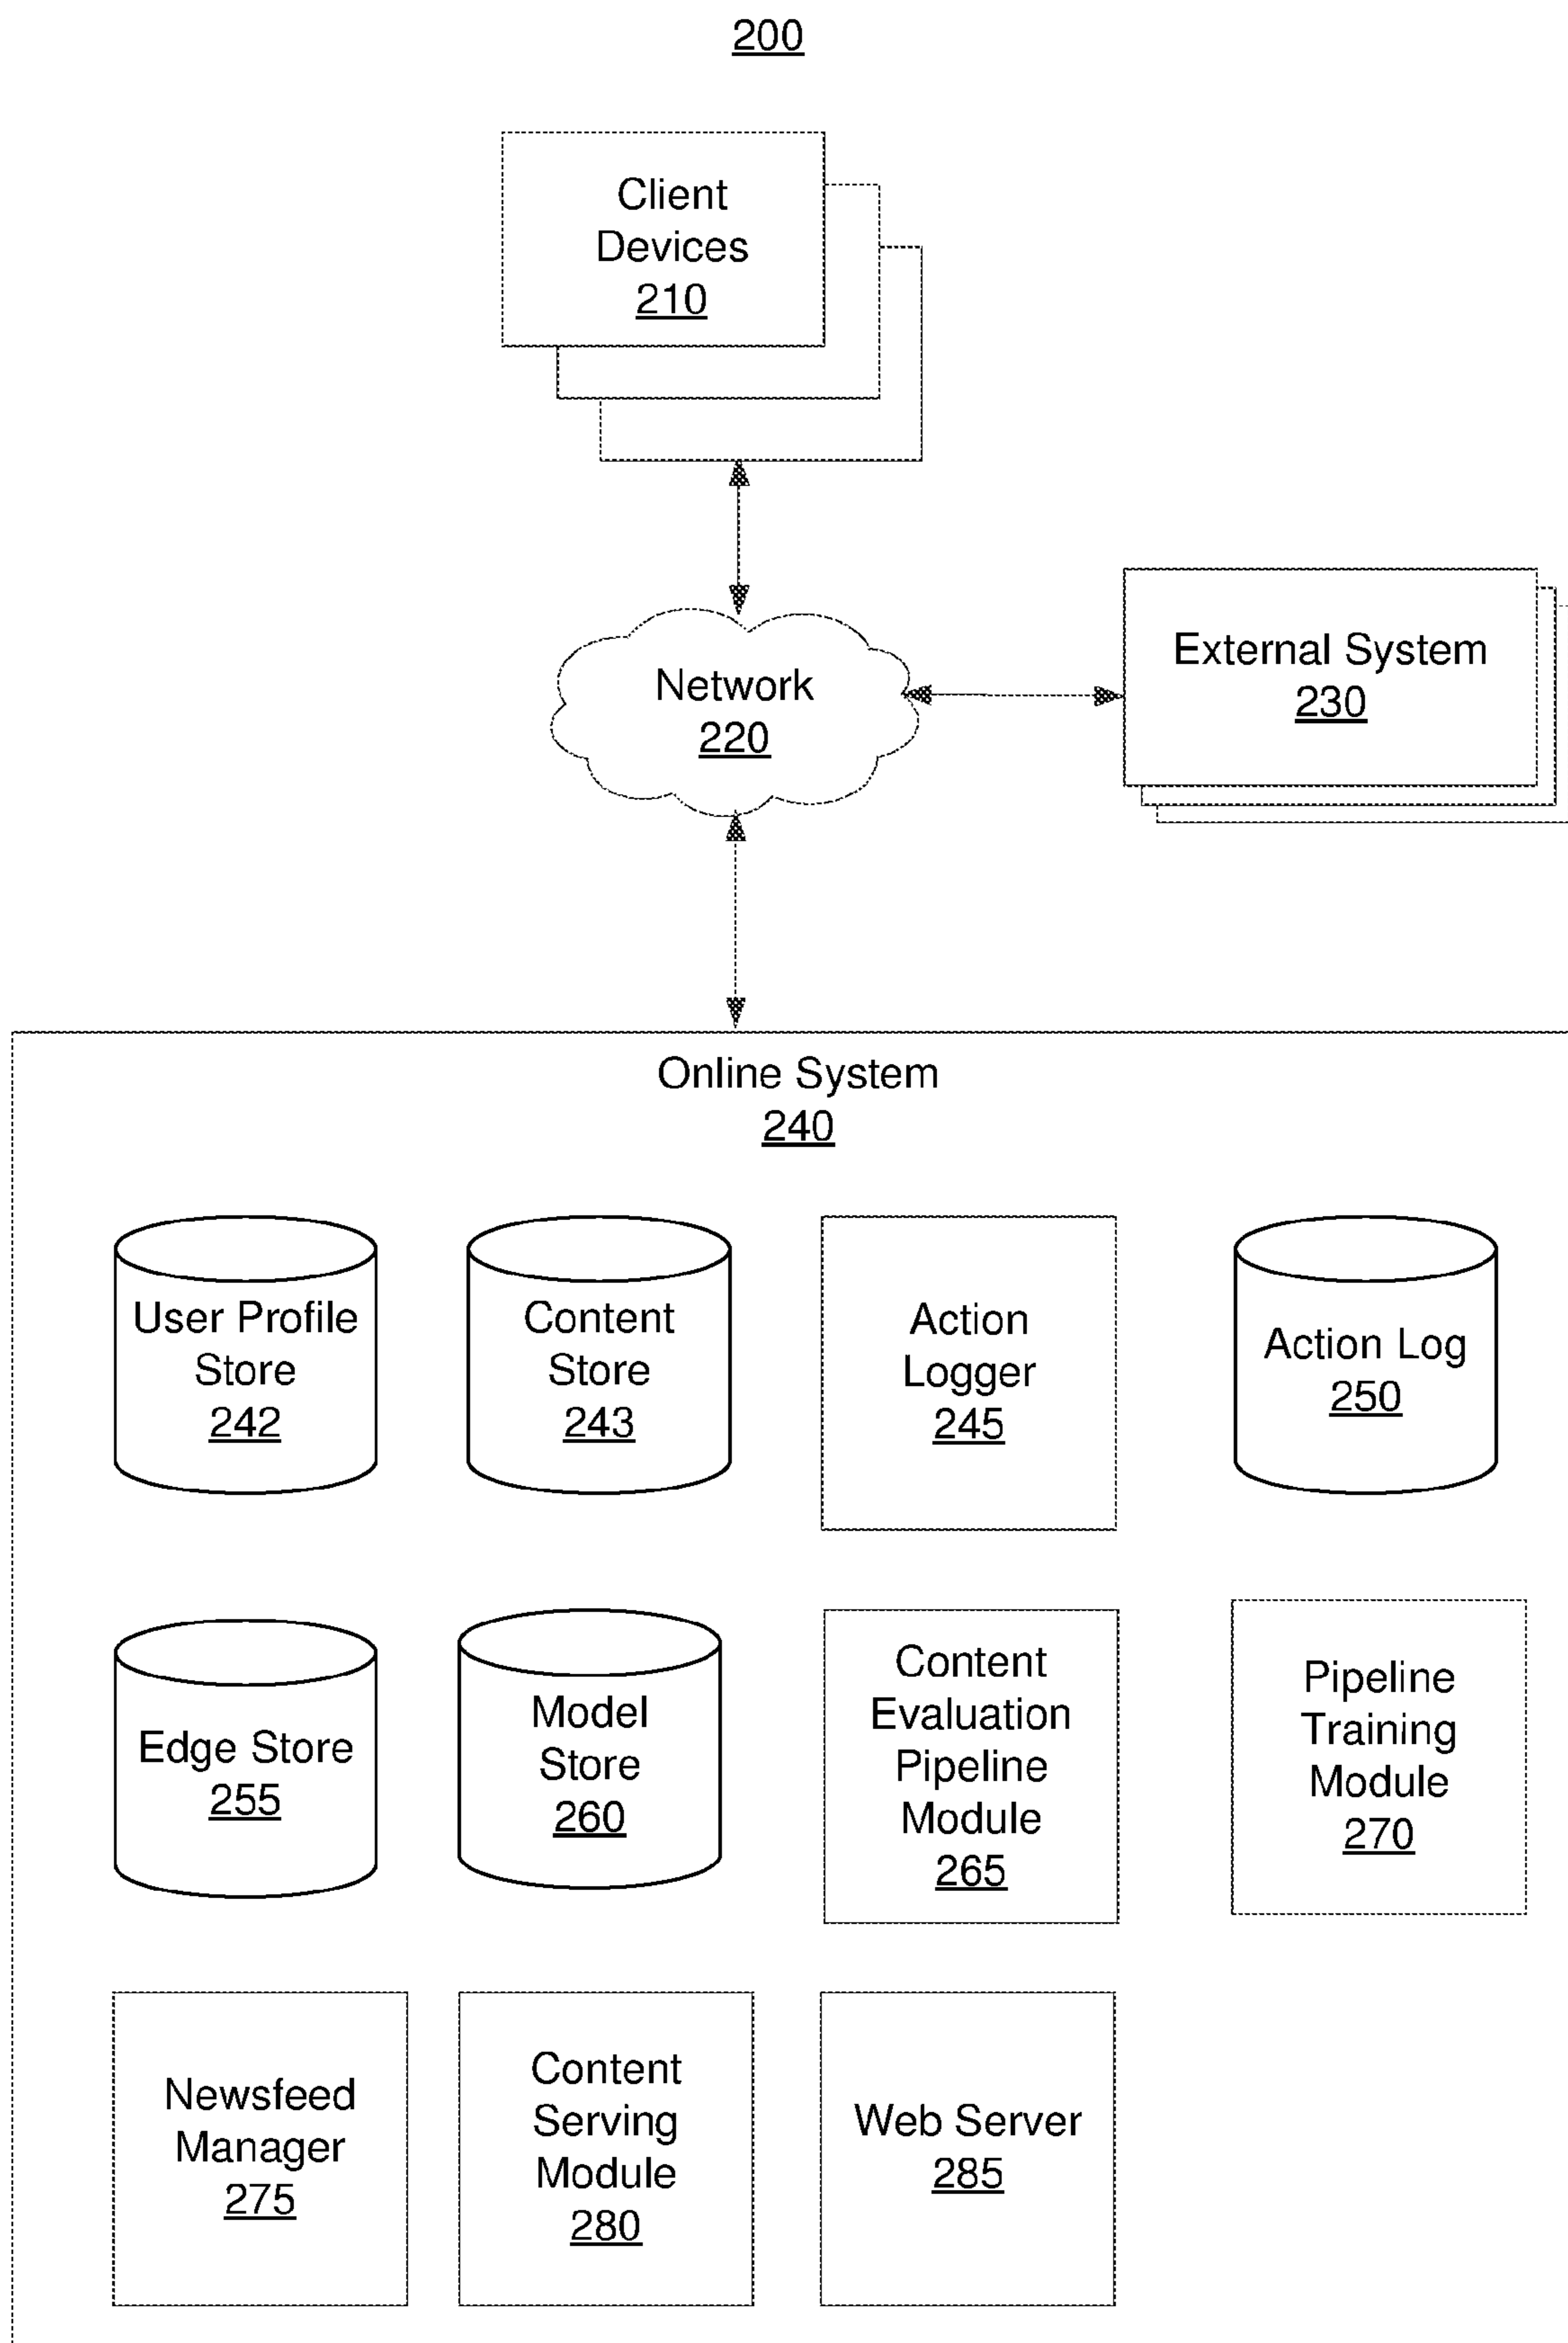 200
Client
Devices
210
Network
220
External System
230
Online System
240
User Profile
Store
242
Content
Store
243
Action
Logger
245
Action Log
250
Edge Store
255
Model
Store
260
Content
Evaluation
Pipeline
Module
265
Pipeline
Training
Module
270
Newsfeed
Manager
275
Content
Serving
Module
280
Web Server
285